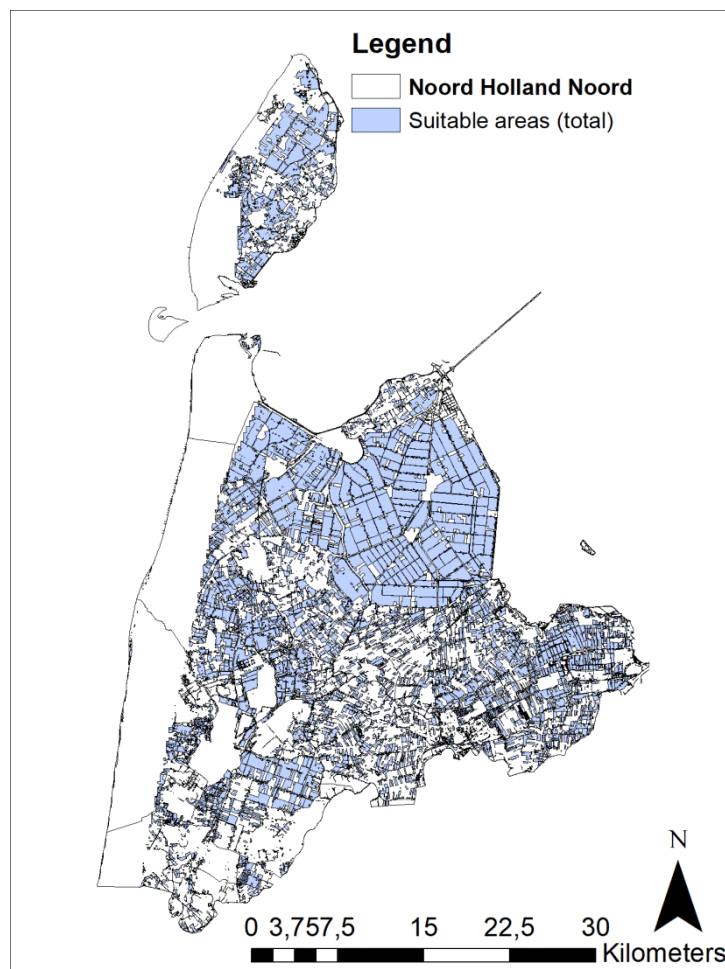 Legend
Noord Holland Noord
Suitable areas (total)
N
0 3,757,5 15 22,5 30
Kilometers